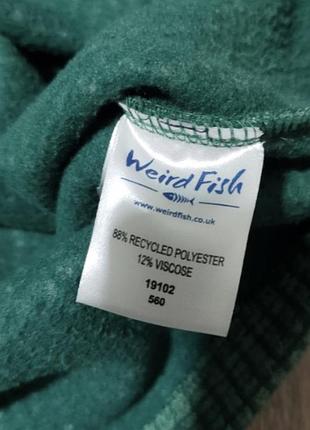 Weird Fish
www.weirdfish.co.uk
88% RECYCLED POLYESTER
12% VISCOSE
19102
560